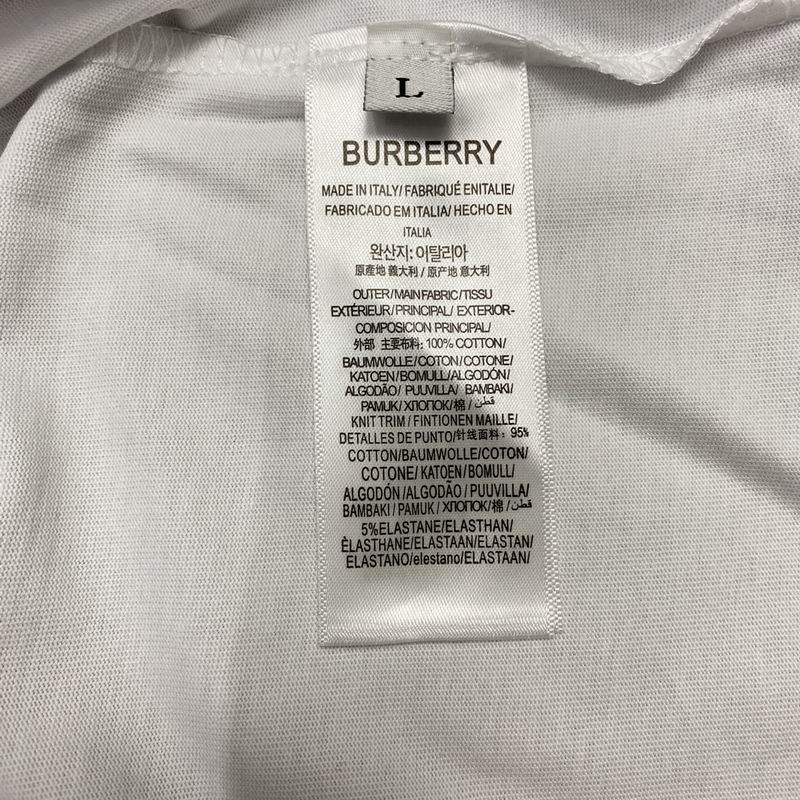 L
BURBERRY
MADE IN ITALY/ FABRIQUÉ ENITALIE/
FABRICADO EM ITALIA/ HECHO EN
ITALIA
완산지: 이탈리아
原產地 義大利 / 原产地 意大利
OUTER/MAIN FABRIC/TISSU
EXTÉRIEUR/PRINCIPAL/ EXTERIOR-
COMPOSICION PRINCIPAL/
外部 主要布料: 100% COTTON/
BAUMWOLLE/COTON/COTONE/
KATOEN/BOMULL/ALGODÓN/
ALGODÃO/ PUUVILLA/ BAMBAKI/
PAMUK/ХЛОПОК/棉/قطن/
KNIT TRIM / FINTIONEN MAILLE/
DETALLES DE PUNTO/针线面料: 95%
COTTON/BAUMWOLLE/COTON/
COTONE/ KATOEN/BOMULL/
ALGODÓN /ALGODÃO / PUUVILLA/
BAMBAKI / PAMUK / ХЛОПОК/棉 / قطن/
5%ELASTANE/ELASTHAN/
ÈLASTHANE/ELASTAAN/ELASTAN/
ELASTANO/elestano/ELASTAAN/